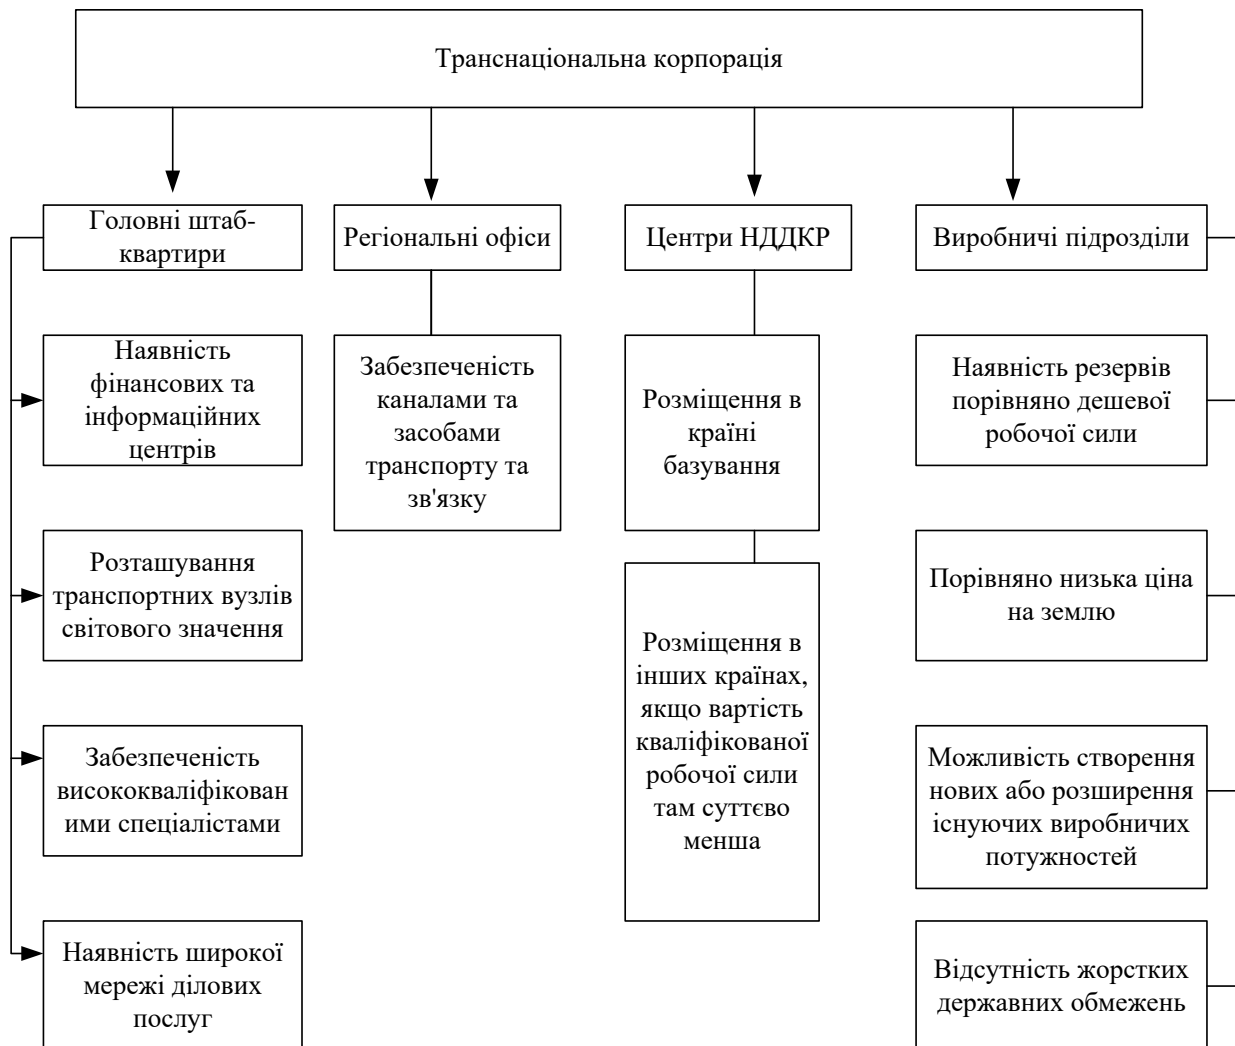 Транснаціональна корпорація
Головні штаб-
квартири
Регіональні офіси
Центри НДДКР
Виробничі підрозділи
Наявність
фінансових та
інформаційних
центрів
Забезпеченість
каналами та
засобами
транспорту та
зв'язку
Розміщення в
країні
базування
Наявність резервів
порівняно дешевої
робочої сили
Розташування
транспортних вузлів
світового значення
Розміщення в
інших країнах,
якщо вартість
кваліфікованої
робочої сили
там суттєво
менша
Порівняно низька ціна
на землю
Забезпеченість
висококваліфікован
ими спеціалістами
Можливість створення
нових або розширення
існуючих виробничих
потужностей
Наявність широкої
мережі ділових
послуг
Відсутність жорстких
державних обмежень